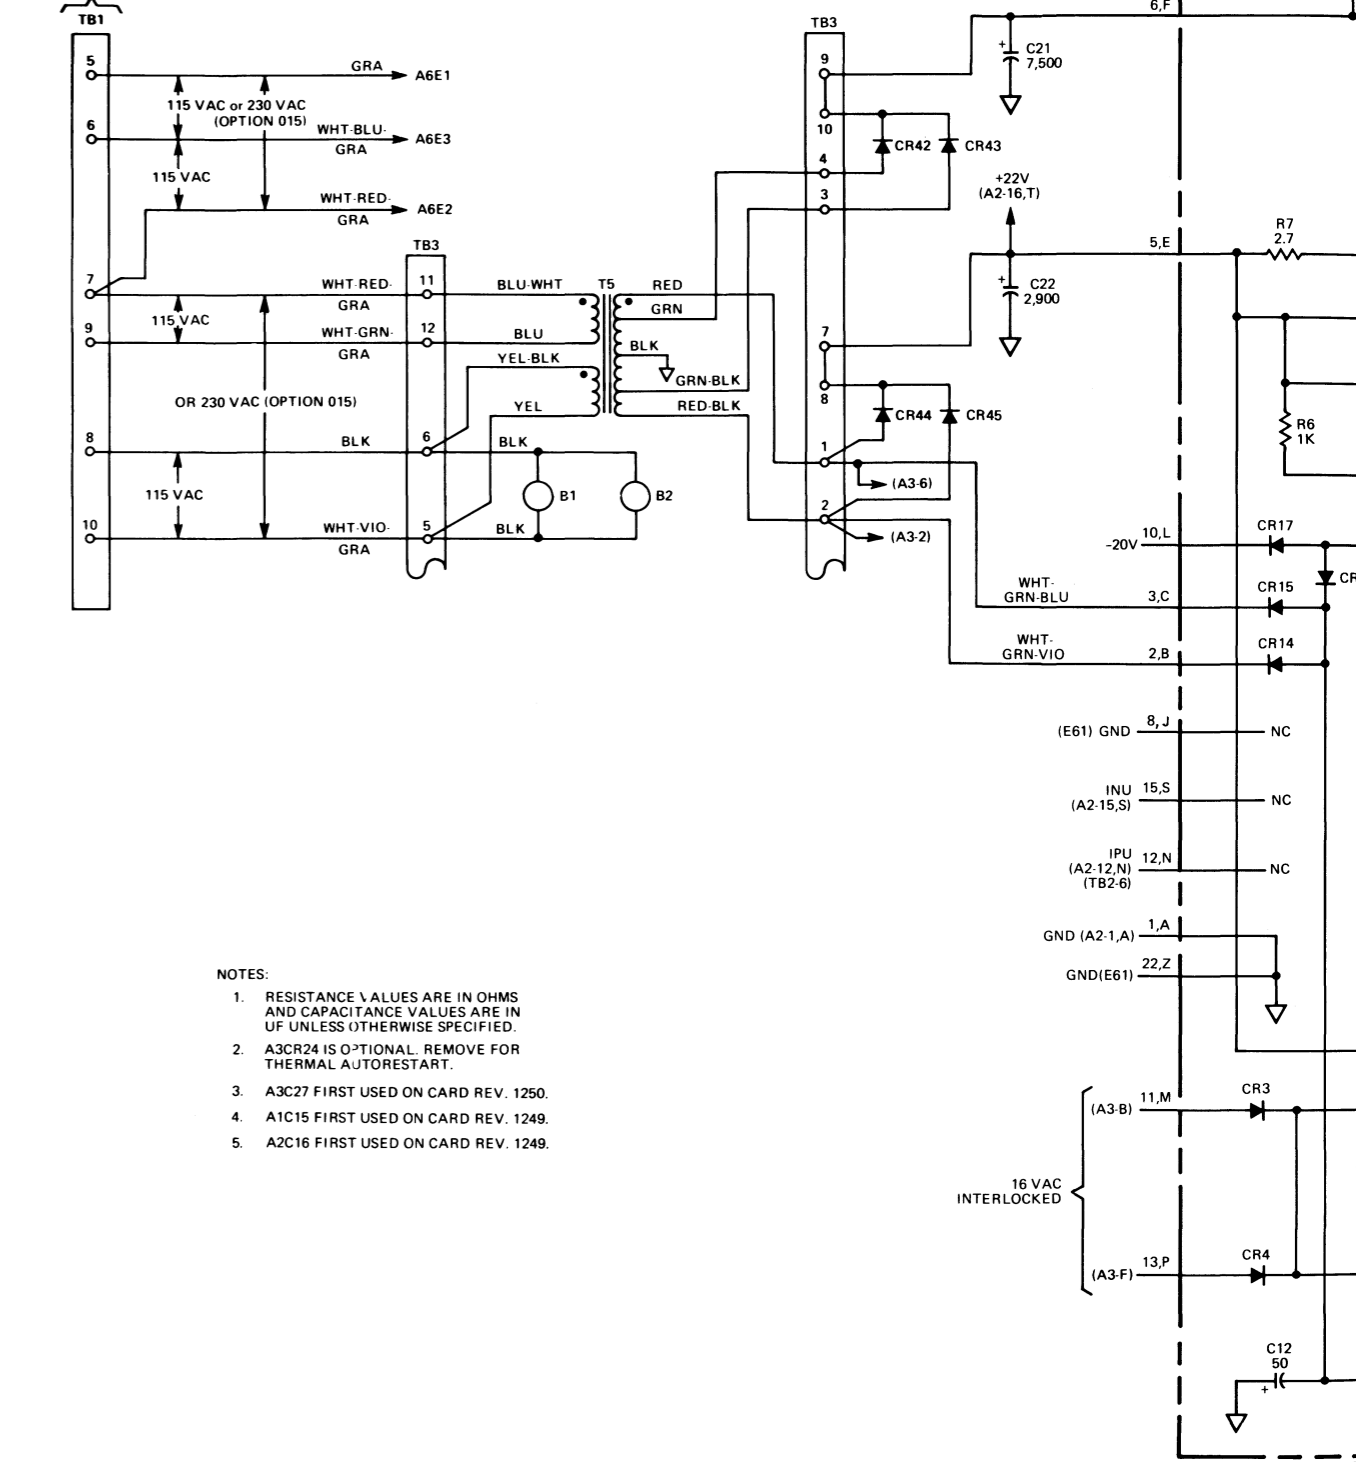 TB1
5
GRA
A6E1
115 VAC or 230 VAC
(OPTION 015)
6
WHT-BLU-
GRA
A6E3
115 VAC
WHT-RED-
GRA
A6E2
7
WHT-RED-
GRA
115 VAC
9
WHT-GRN-
GRA
OR 230 VAC (OPTION 015)
8
BLK
115 VAC
10
WHT-VIO-
GRA
TB3
11
BLU-WHT
12
BLU
YEL-BLK
YEL
6
BLK
5
BLK
B1
B2
T5
RED
GRN
BLK
GRN-BLK
RED-BLK
TB3
9
10
4
3
CR42
CR43
7
8
CR44
CR45
1
(A3-6)
2
(A3-2)
6,F
+
C21
7,500
+22V
(A2-16,T)
5,E
+
C22
2,900
R7
2.7
R6
1K
-20V
10,L
CR17
CR
WHT-
GRN-BLU
3,C
CR15
WHT-
GRN-VIO
2,B
CR14
(E61) GND
8,J
NC
INU
(A2-15,S)
15,S
NC
IPU
(A2-12,N)
(TB2-6)
12,N
NC
GND (A2-1,A)
1,A
GND(E61)
22,Z
(A3-B)
11,M
CR3
16 VAC
INTERLOCKED
(A3-F)
13,P
CR4
C12
50
+
NOTES:
1. RESISTANCE VALUES ARE IN OHMS
AND CAPACITANCE VALUES ARE IN
UF UNLESS OTHERWISE SPECIFIED.
2. A3CR24 IS OPTIONAL. REMOVE FOR
THERMAL AUTORESTART.
3. A3C27 FIRST USED ON CARD REV. 1250.
4. A1C15 FIRST USED ON CARD REV. 1249.
5. A2C16 FIRST USED ON CARD REV. 1249.